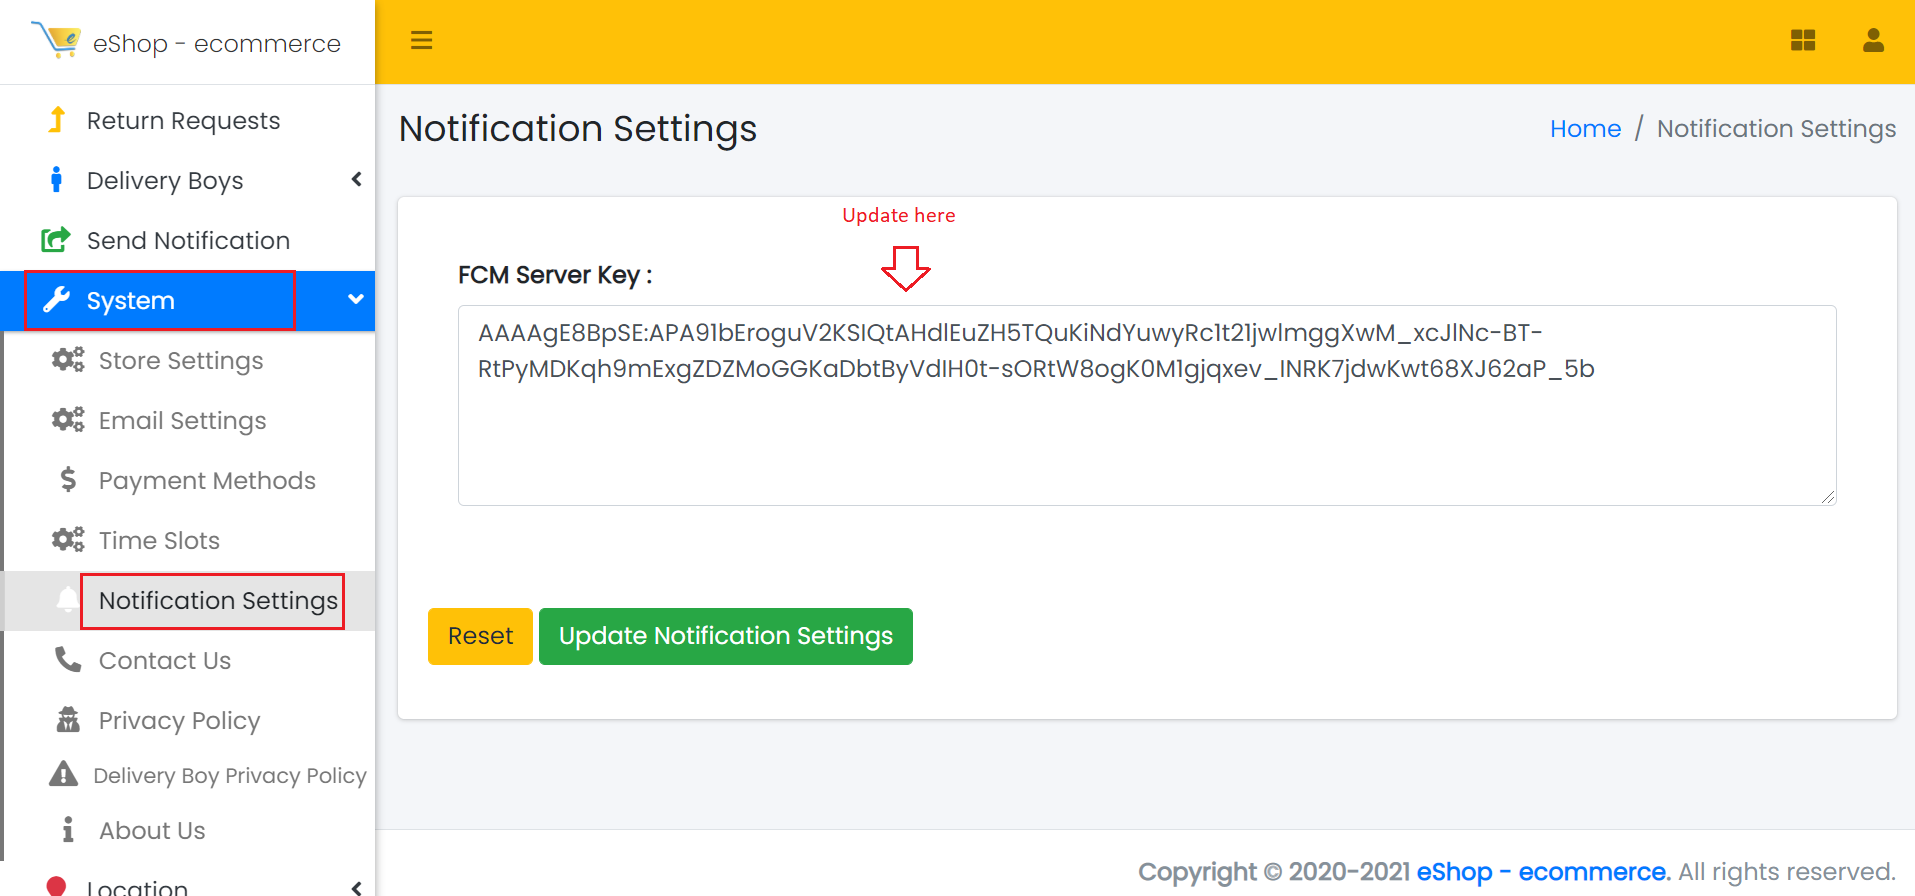 eShop - ecommerce
Return Requests
Delivery Boys
Send Notification
System
Store Settings
Email Settings
Payment Methods
Time Slots
Notification Settings
Contact Us
Privacy Policy
Delivery Boy Privacy Policy
About Us
Location
Notification Settings
Home / Notification Settings
Update here
FCM Server Key :
AAAAgE8BpSE:APA91bEroguV2KSIQtAHdlEuZH5TQuKiNdYuwyRc1t21jwlmggXwM_xcJlNc-BT-
RtPyMDKqh9mExgZDZMoGGKaDbtByVdIH0t-sORtW8ogK0M1gjqxev_INRK7jdwKwt68XJ62aP_5b
Reset
Update Notification Settings
Copyright © 2020-2021 eShop - ecommerce. All rights reserved.